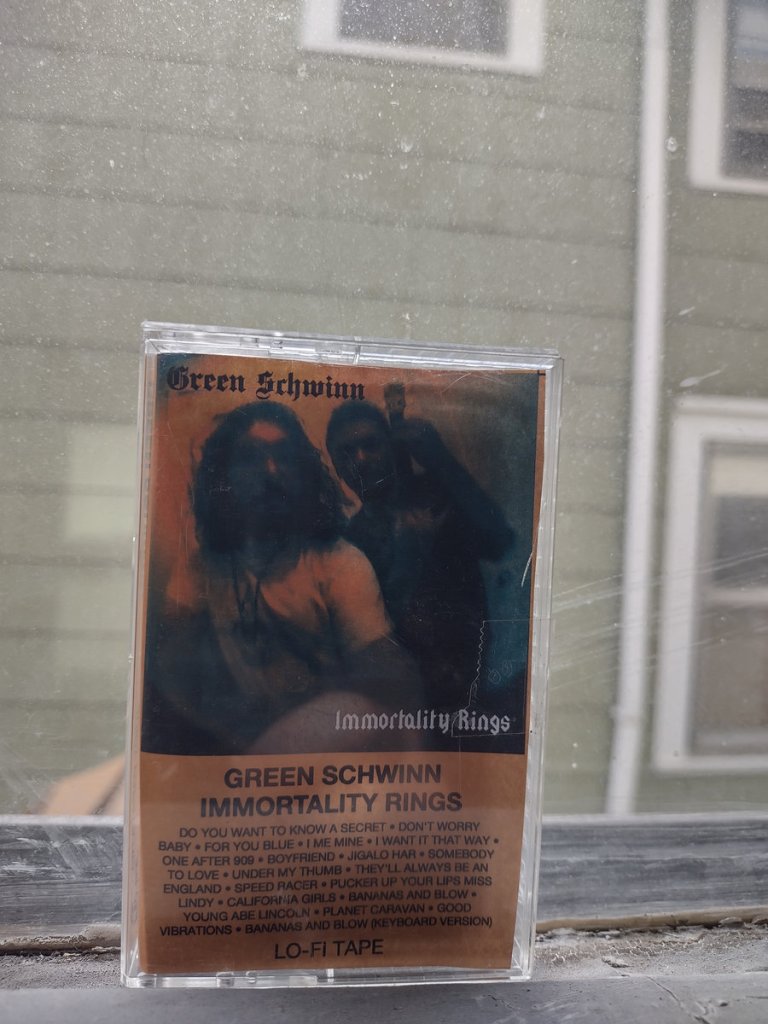 Green Schwinn
Immortality Rings
GREEN SCHWINN
IMMORTALITY RINGS
DO YOU WANT TO KNOW A SECRET • DON'T WORRY
BABY • FOR YOU BLUE • I ME MINE • I WANT IT THAT WAY •
ONE AFTER 909 • BOYFRIEND • JIGALO HAR • SOMEBODY
TO LOVE • UNDER MY THUMB • THEY'LL ALWAYS BE AN
ENGLAND • SPEED RACER • PUCKER UP YOUR LIPS MISS
LINDY • CALIFORNIA GIRLS • BANANAS AND BLOW •
YOUNG ABE LINCOLN • PLANET CARAVAN • GOOD
VIBRATIONS • BANANAS AND BLOW (KEYBOARD VERSION)
LO-FI TAPE